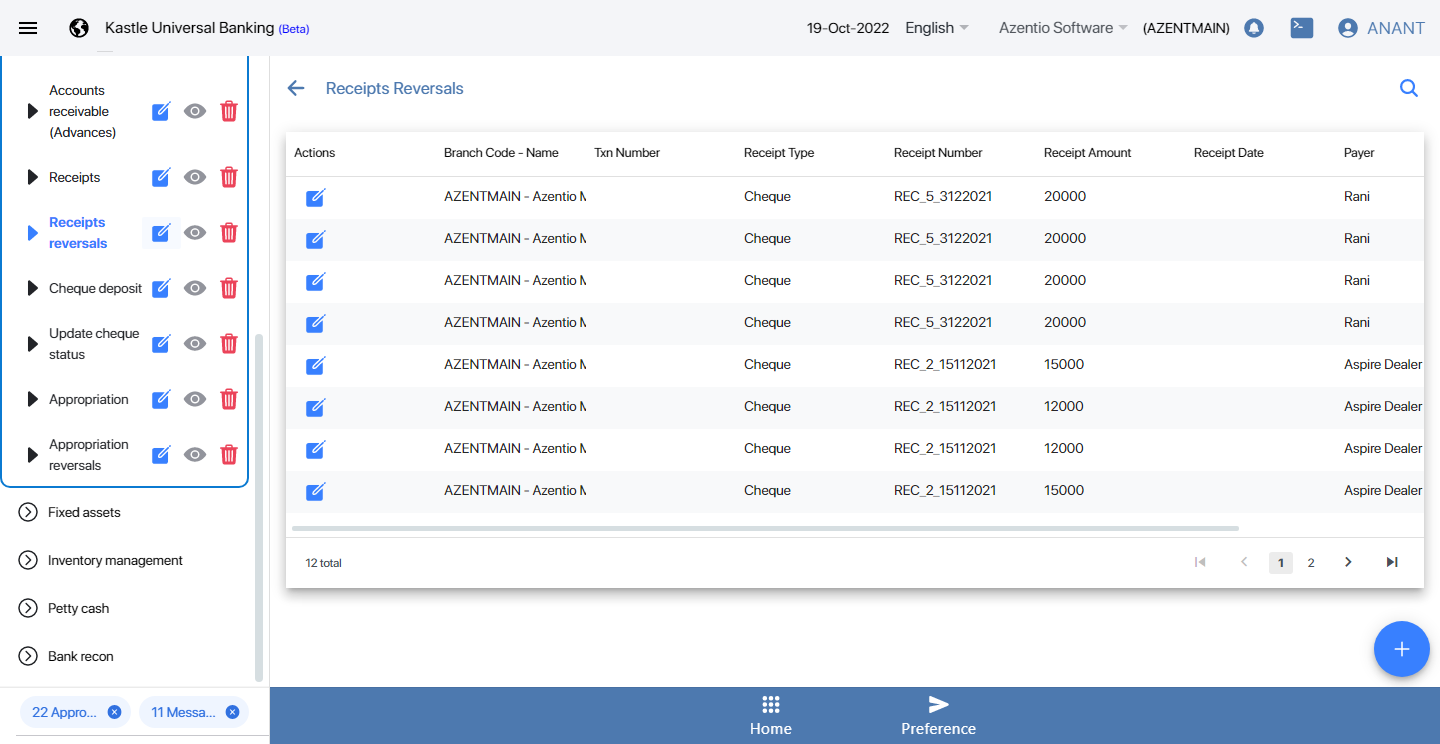 Kastle Universal Banking (Beta) 19-Oct-2022 English Azentio Software (AZENTMAIN) ANANT
Accounts
receivable
(Advances)
Receipts
Receipts
reversals
Cheque deposit
Update cheque
status
Appropriation
Appropriation
reversals
Fixed assets
Inventory management
Petty cash
Bank recon
22 Appro... 11 Messa...
Receipts Reversals
Actions Branch Code - Name Txn Number Receipt Type Receipt Number Receipt Amount Receipt Date Payer
AZENTMAIN - Azentio M Cheque REC_5_3122021 20000 Rani
AZENTMAIN - Azentio M Cheque REC_5_3122021 20000 Rani
AZENTMAIN - Azentio M Cheque REC_5_3122021 20000 Rani
AZENTMAIN - Azentio M Cheque REC_5_3122021 20000 Rani
AZENTMAIN - Azentio M Cheque REC_2_15112021 15000 Aspire Dealer
AZENTMAIN - Azentio M Cheque REC_2_15112021 12000 Aspire Dealer
AZENTMAIN - Azentio M Cheque REC_2_15112021 12000 Aspire Dealer
AZENTMAIN - Azentio M Cheque REC_2_15112021 15000 Aspire Dealer
12 total 1 2
Home Preference